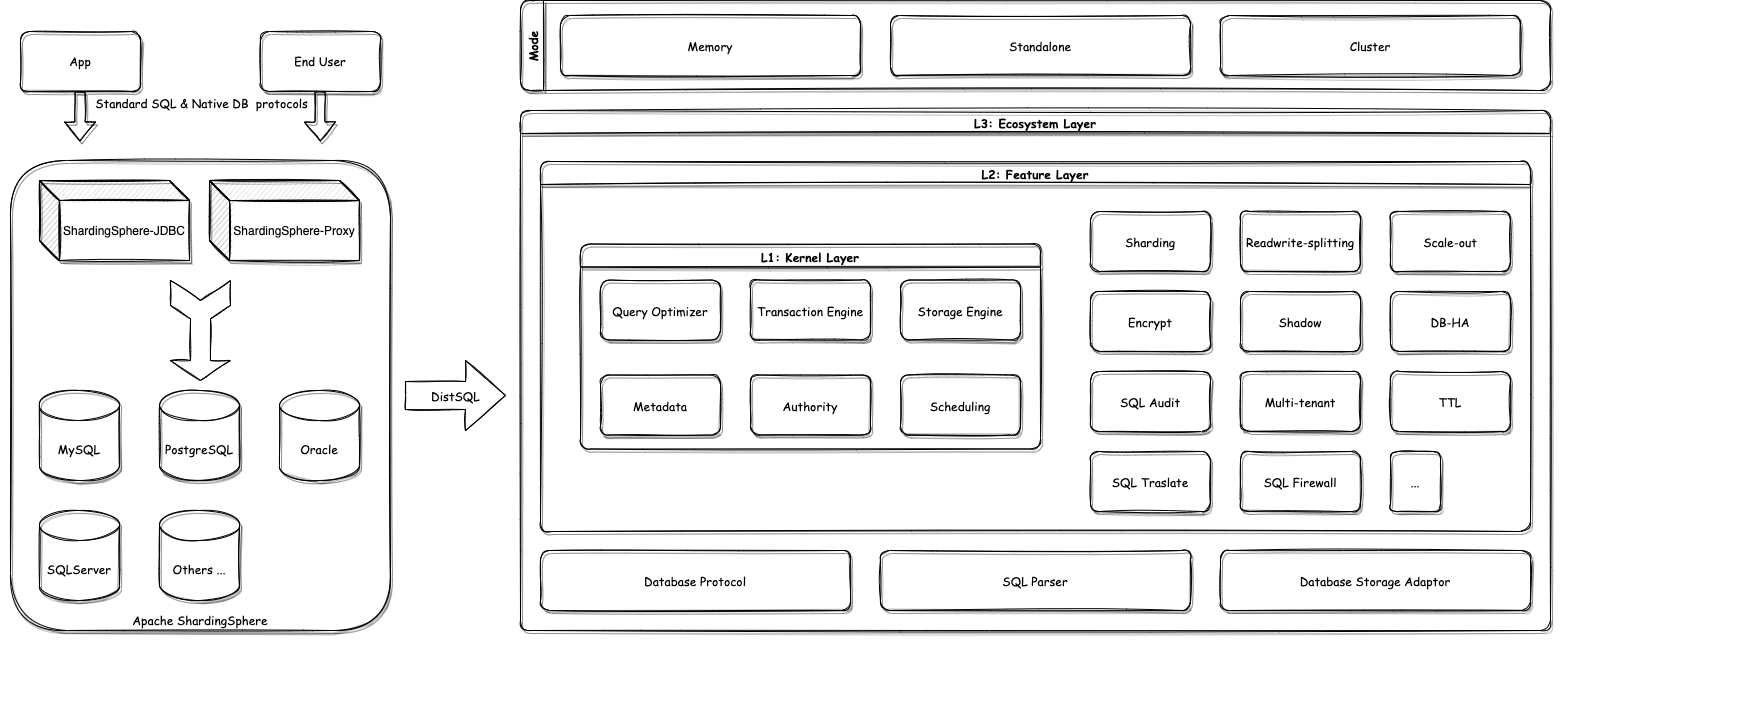 App
End User
Standard SQL & Native DB protocols
ShardingSphere-JDBC
ShardingSphere-Proxy
MySQL
PostgreSQL
Oracle
SQLServer
Others ...
Apache ShardingSphere
DistSQL
Mode
Memory
Standalone
Cluster
L3: Ecosystem Layer
L2: Feature Layer
L1: Kernel Layer
Query Optimizer
Transaction Engine
Storage Engine
Metadata
Authority
Scheduling
Sharding
Readwrite-splitting
Scale-out
Encrypt
Shadow
DB-HA
SQL Audit
Multi-tenant
TTL
SQL Traslate
SQL Firewall
...
Database Protocol
SQL Parser
Database Storage Adaptor